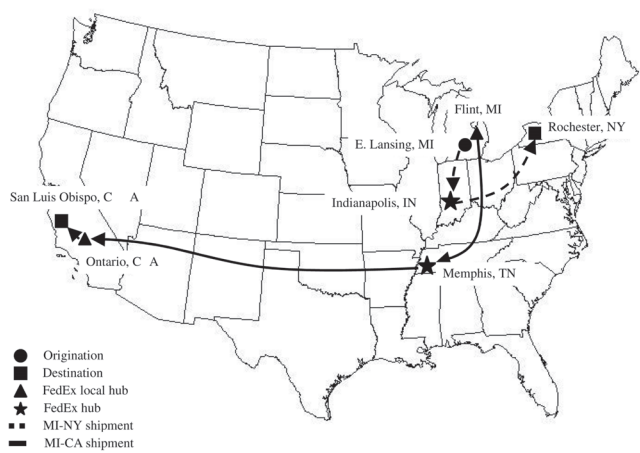 Flint, MI
Rochester, NY
E. Lansing, MI
Indianapolis, IN
San Luis Obispo, C A
Ontario, C A
Memphis, TN
Origination
Destination
FedEx local hub
FedEx hub
MI-NY shipment
MI-CA shipment